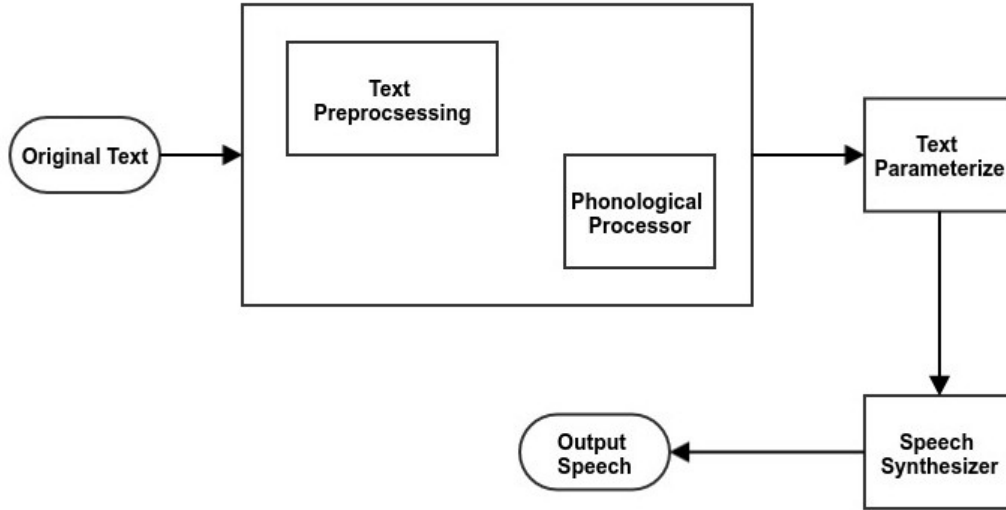 Original Text
Text
Preprocsessing
Phonological
Processor
Text
Parameterize
Speech
Synthesizer
Output
Speech